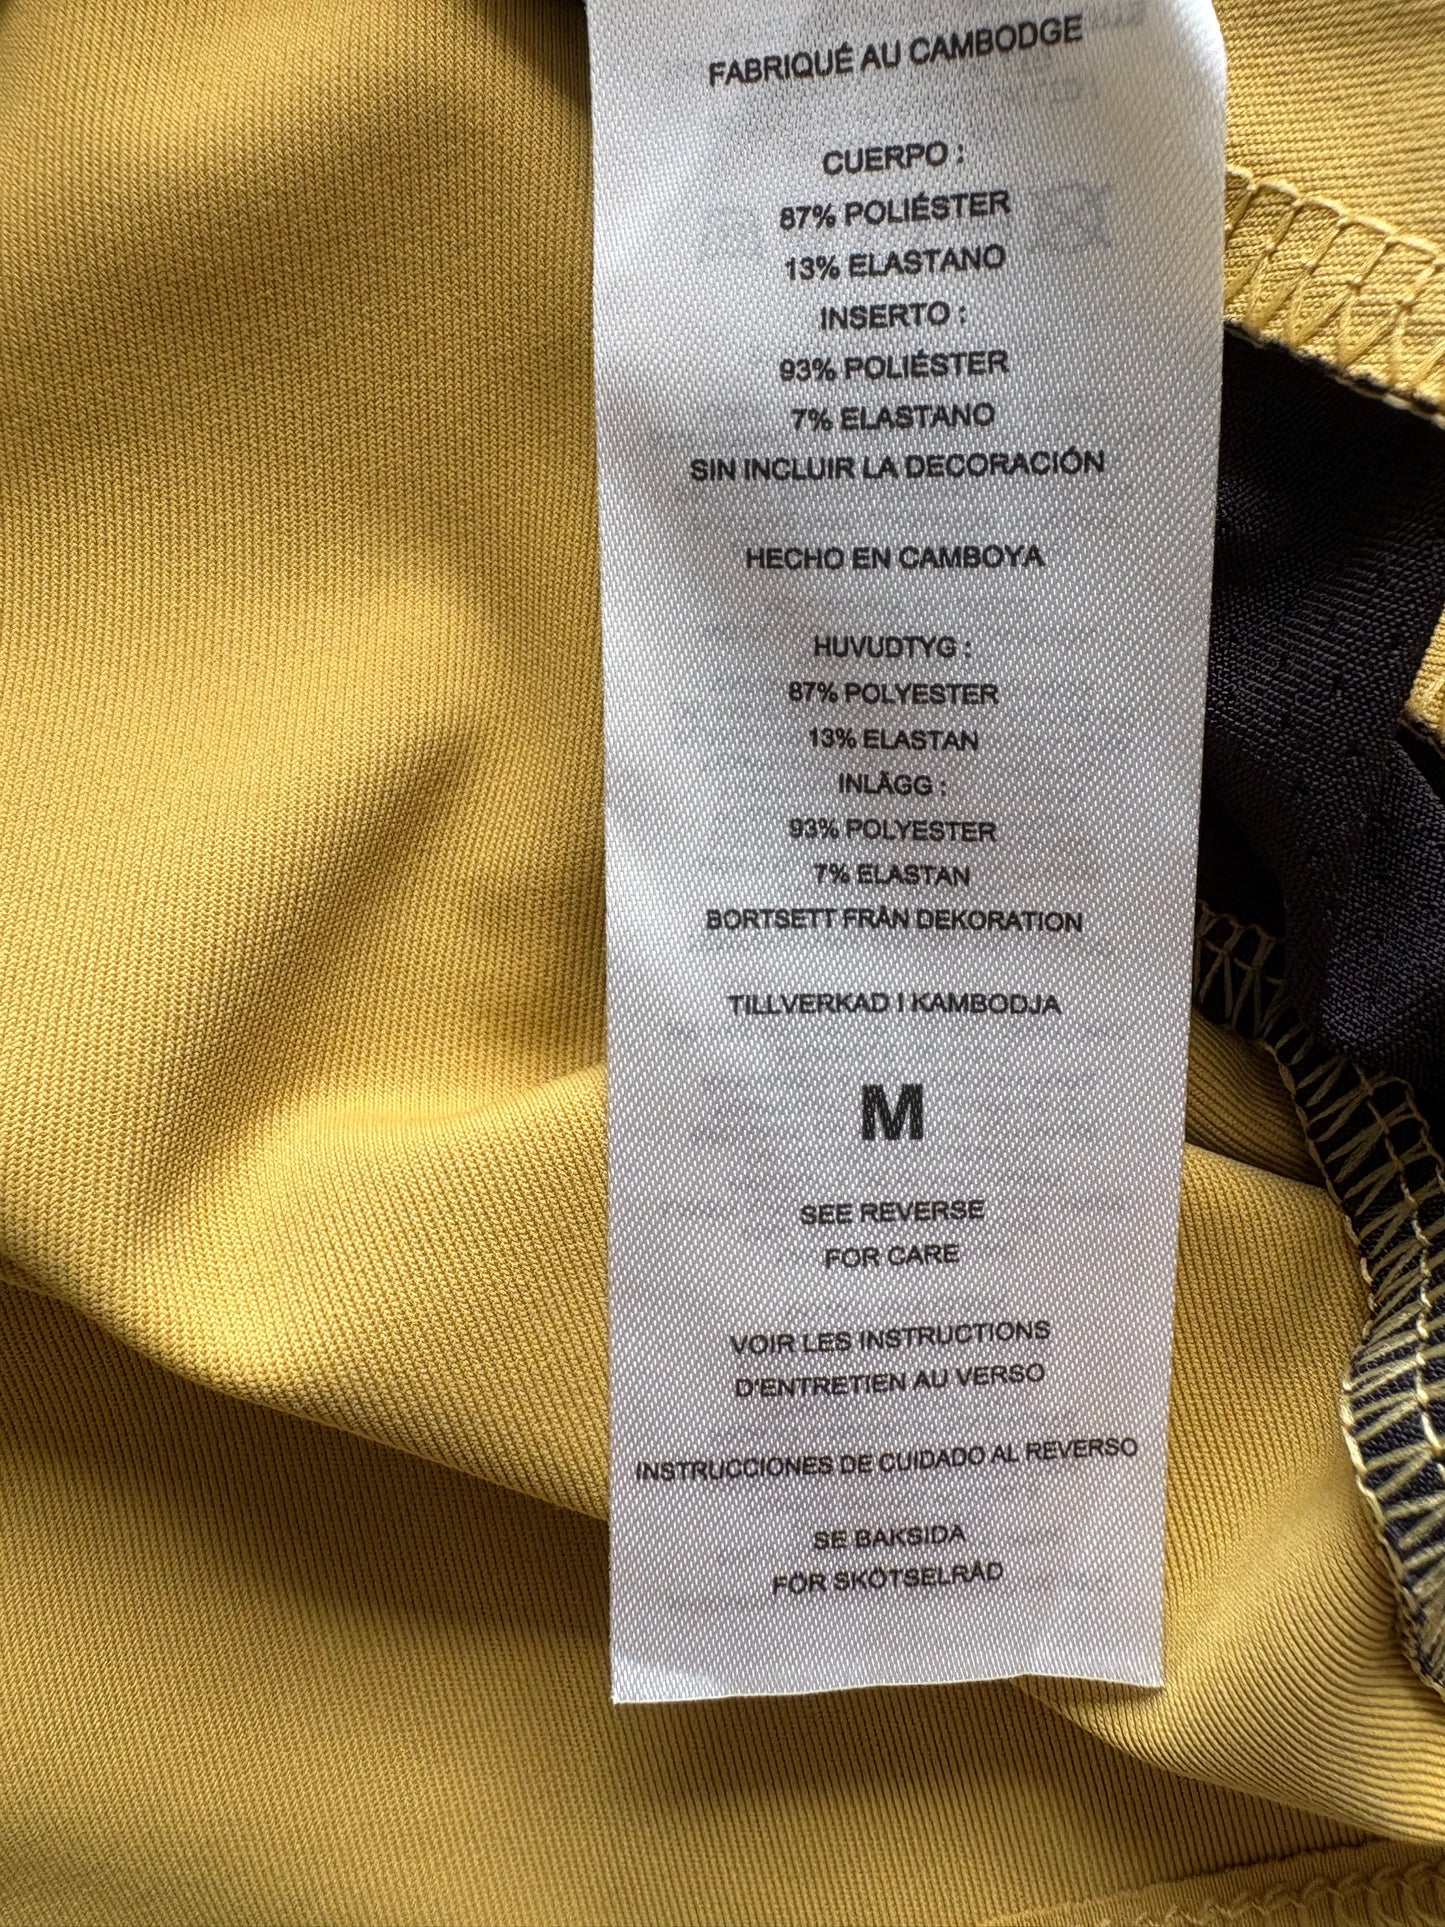 FABRIQUÉ AU CAMBODGE
CUERPO :
87% POLIÉSTER
13% ELASTANO
INSERTO :
93% POLIÉSTER
7% ELASTANO
SIN INCLUIR LA DECORACIÓN
HECHO EN CAMBOYA
HUVUDTYG :
87% POLYESTER
13% ELASTAN
INLÄGG :
93% POLYESTER
7% ELASTAN
BORTSETT FRÅN DEKORATION
TILLVERKAD I KAMBODJA
M
SEE REVERSE
FOR CARE
VOIR LES INSTRUCTIONS
D'ENTRETIEN AU VERSO
INSTRUCCIONES DE CUIDADO AL REVERSO
SE BAKSIDA
FÖR SKÖTSELRÅD